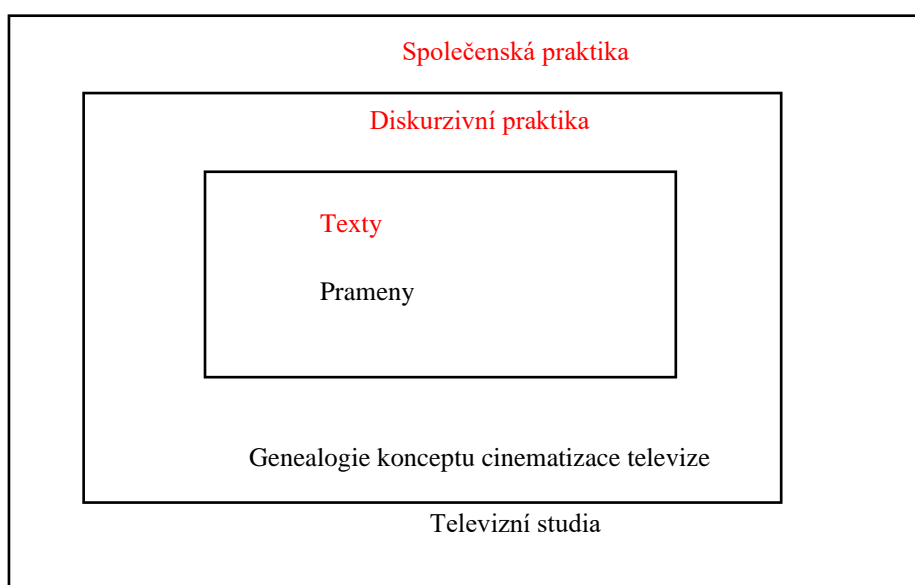 Společenská praktika
Diskurzivní praktika
Texty
Prameny
Genealogie konceptu cinematizace televize
Televizní studia